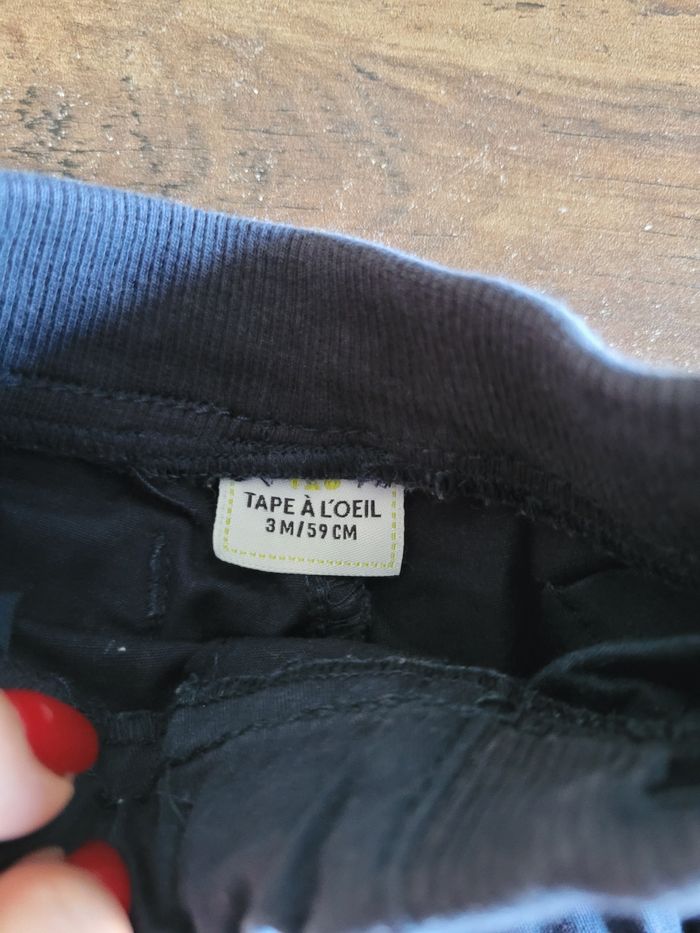 TAPE À L'OEIL
3 M/59 CM